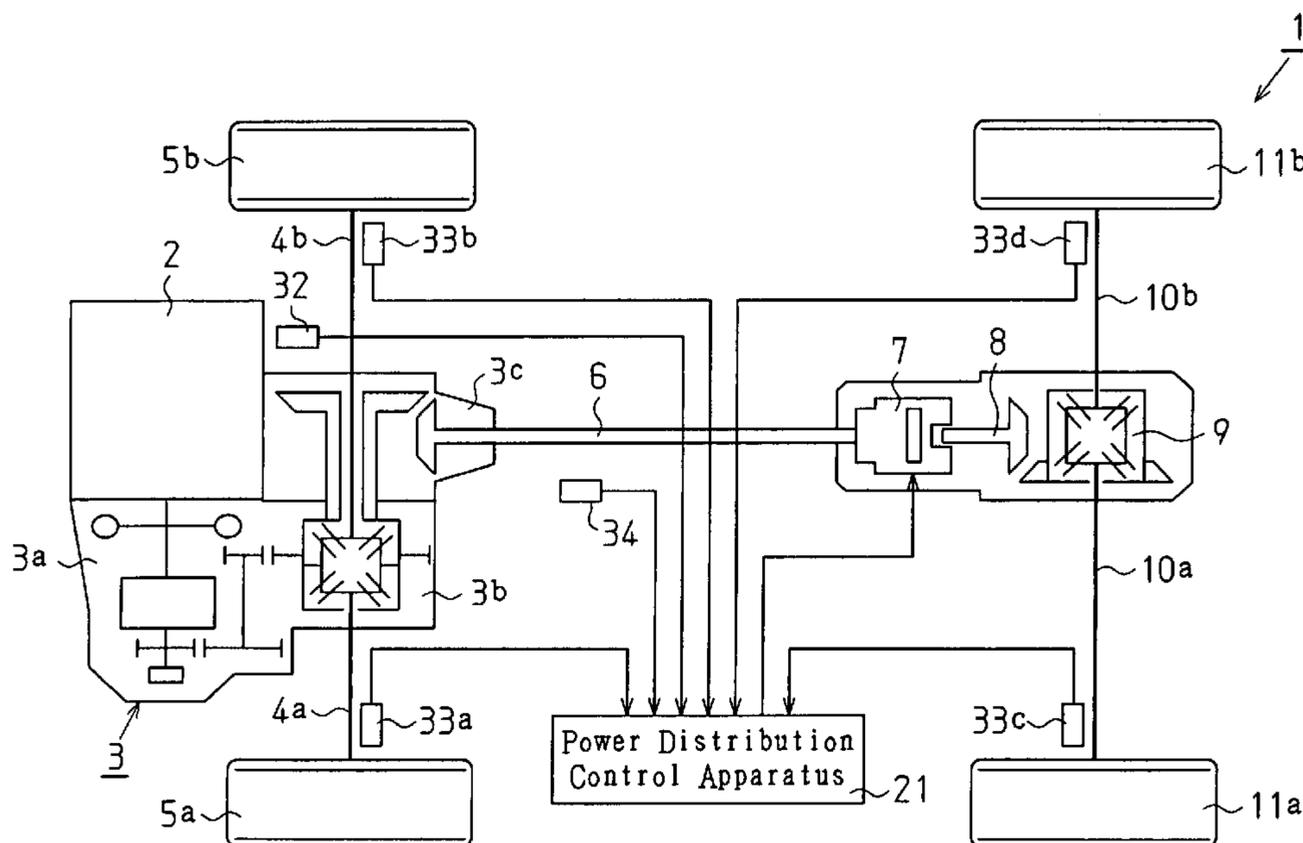 1
5b
11b
4b
33b
33d
2
32
10b
7
8
3c
6
9
34
3a
3b
10a
4a
33a
33c
3
Power Distribution
Control Apparatus
21
5a
11a